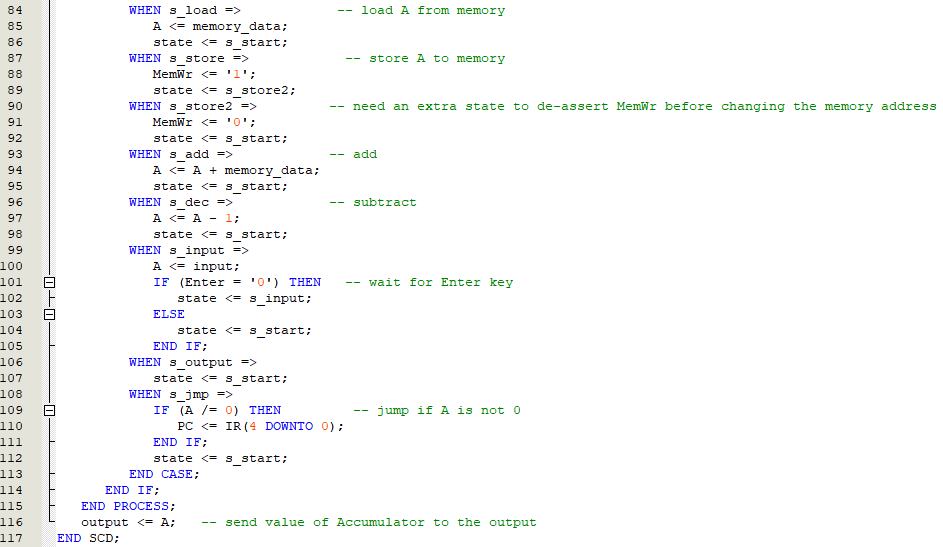 84 WHEN s_load => -- load A from memory
85 A <= memory_data;
86 state <= s_start;
87 WHEN s_store => -- store A to memory
88 MemWr <= '1';
89 state <= s_store2;
90 WHEN s_store2 => -- need an extra state to de-assert MemWr before changing the memory address
91 MemWr <= '0';
92 state <= s_start;
93 WHEN s_add => -- add
94 A <= A + memory_data;
95 state <= s_start;
96 WHEN s_dec => -- subtract
97 A <= A - 1;
98 state <= s_start;
99 WHEN s_input =>
100 A <= input;
101 IF (Enter = '0') THEN -- wait for Enter key
102 state <= s_input;
103 ELSE
104 state <= s_start;
105 END IF;
106 WHEN s_output =>
107 state <= s_start;
108 WHEN s_jmp =>
109 IF (A /= 0) THEN -- jump if A is not 0
110 PC <= IR(4 DOWNTO 0);
111 END IF;
112 state <= s_start;
113 END CASE;
114 END IF;
115 END PROCESS;
116 output <= A; -- send value of Accumulator to the output
117 END SCD;